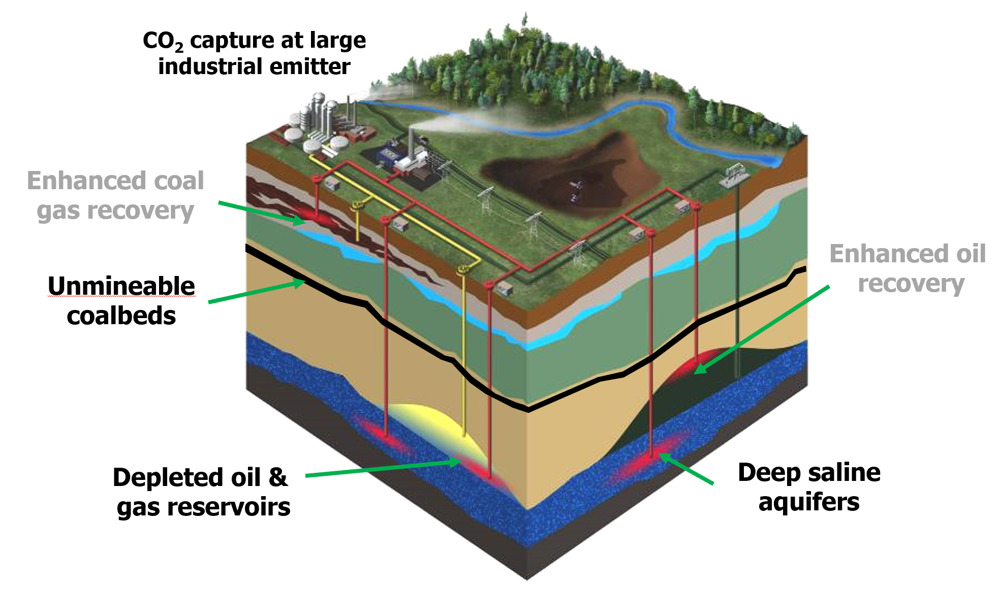 CO₂ capture at large
industrial emitter
Enhanced coal
gas recovery
Unmineable
coalbeds
Enhanced oil
recovery
Depleted oil &
gas reservoirs
Deep saline
aquifers